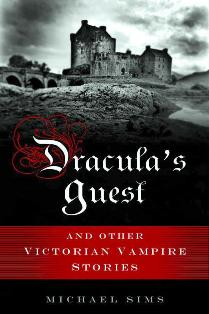 Dracula's
Guest
AND OTHER
VICTORIAN VAMPIRE
STORIES
MICHAEL SIMS